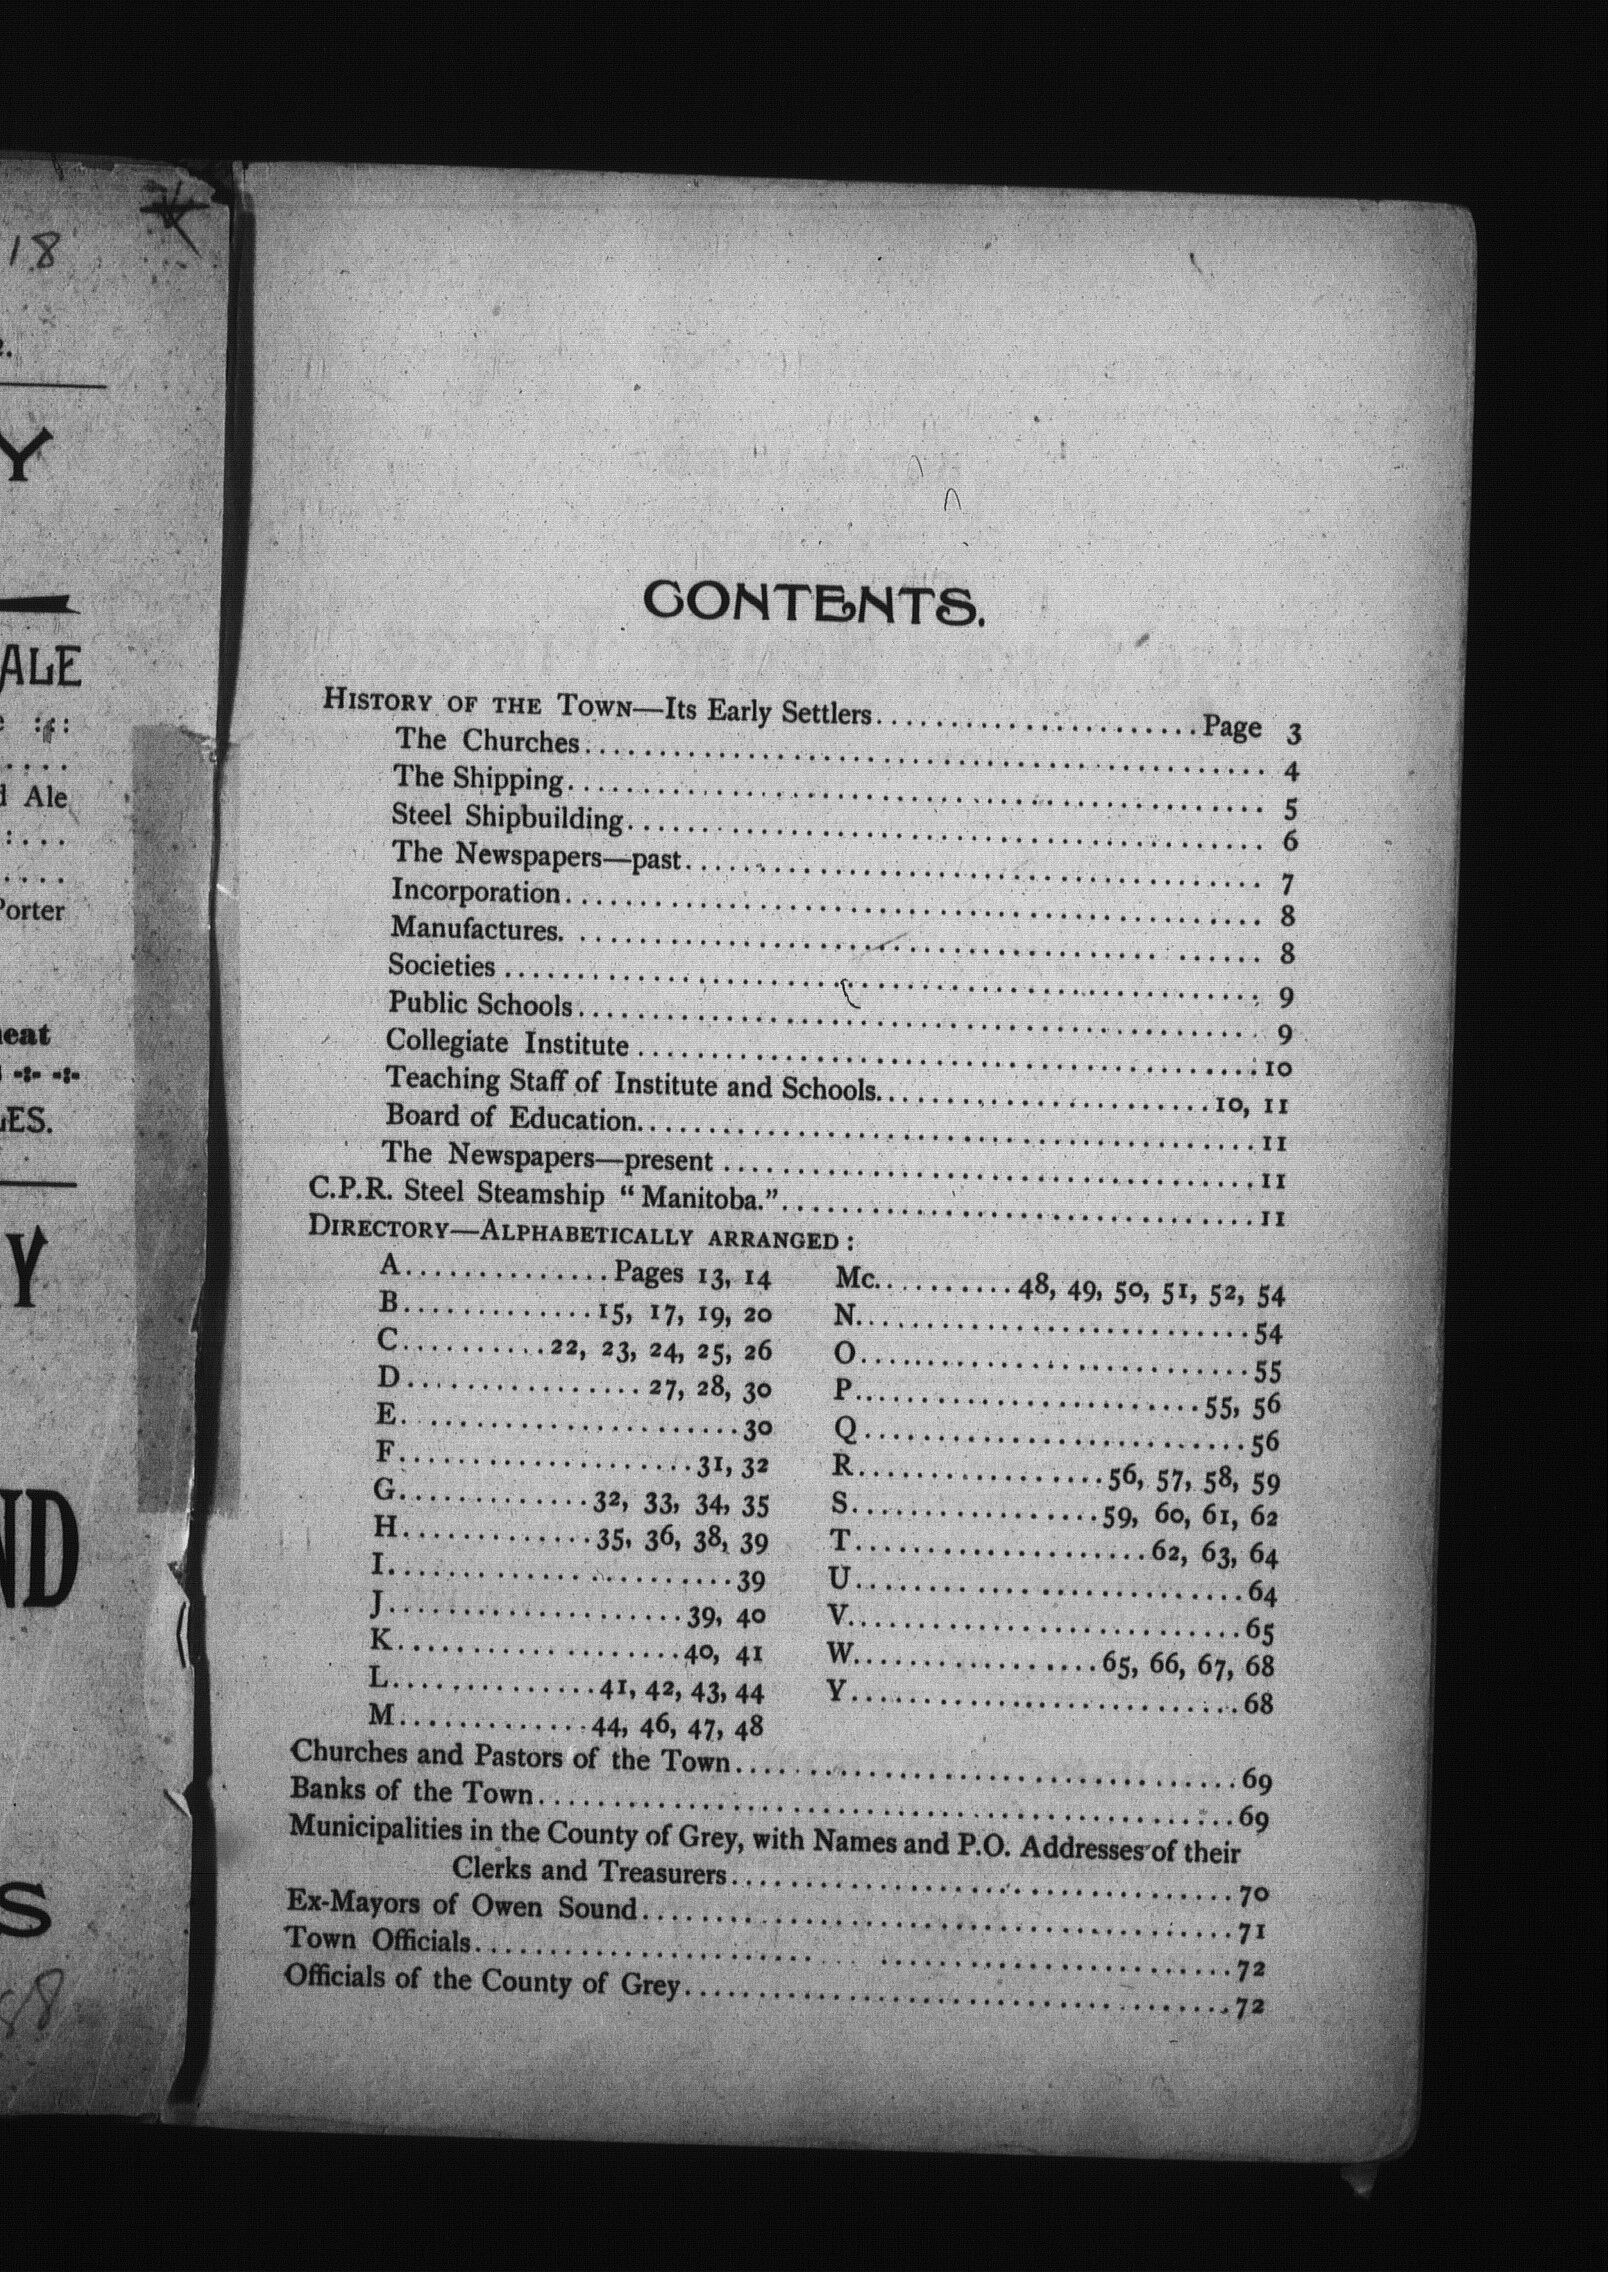 18
Y
ALE
Ale
Porter
LES.
Y
ND
S
88
CONTENTS.
HISTORY OF THE TOWN—Its Early Settlers.....................Page 3
The Churches............................................. 4
The Shipping............................................. 5
Steel Shipbuilding......................................... 6
The Newspapers—past..................................... 7
Incorporation............................................. 8
Manufactures. ............................................ 8
Societies ................................................. 9
Public Schools............................................ 9
Collegiate Institute ........................................10
Teaching Staff of Institute and Schools......................10, 11
Board of Education........................................11
The Newspapers—present ...................................11
C.P.R. Steel Steamship "Manitoba."................................11
DIRECTORY—ALPHABETICALLY ARRANGED:
A..............Pages 13, 14
B.............15, 17, 19, 20
C..........22, 23, 24, 25, 26
D................27, 28, 30
E.......................30
F....................31, 32
G.............32, 33, 34, 35
H.............35, 36, 38, 39
I.......................39
J....................39, 40
K...................40, 41
L..............41, 42, 43, 44
M.............44, 46, 47, 48
Mc..........48, 49, 50, 51, 52, 54
N..........................54
O..........................55
P.......................55, 56
Q..........................56
R.................56, 57, 58, 59
S.................59, 60, 61, 62
T....................62, 63, 64
U..........................64
V..........................65
W................65, 66, 67, 68
Y..........................68
Churches and Pastors of the Town..................................69
Banks of the Town...............................................69
Municipalities in the County of Grey, with Names and P.O. Addresses of their
Clerks and Treasurers..................................70
Ex-Mayors of Owen Sound........................................71
Town Officials...................................................72
Officials of the County of Grey.....................................72